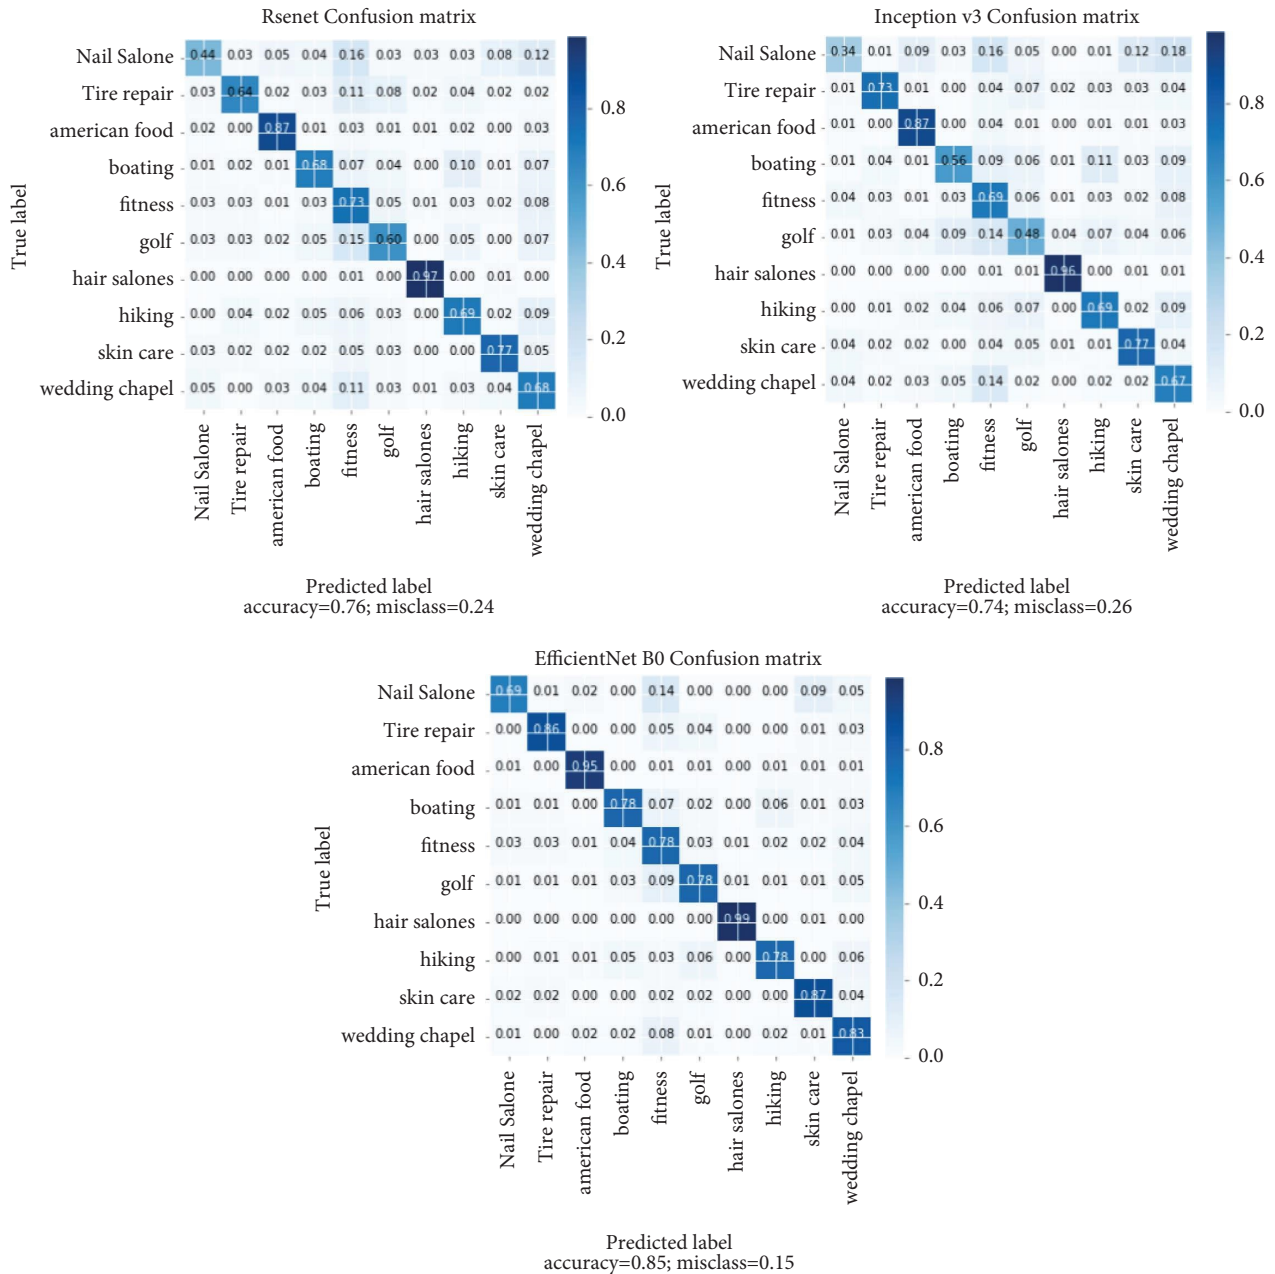 Rsenet Confusion matrix
True label
Nail Salone 0.44 0.03 0.05 0.04 0.16 0.03 0.03 0.03 0.08 0.12
Tire repair 0.03 0.64 0.02 0.03 0.11 0.08 0.02 0.04 0.02 0.02
american food 0.02 0.00 0.87 0.01 0.03 0.01 0.01 0.02 0.00 0.03
boating 0.01 0.02 0.01 0.68 0.07 0.04 0.00 0.10 0.01 0.07
fitness 0.03 0.03 0.01 0.03 0.73 0.05 0.01 0.03 0.02 0.08
golf 0.03 0.03 0.02 0.05 0.15 0.60 0.00 0.05 0.00 0.07
hair salones 0.00 0.00 0.00 0.00 0.01 0.00 0.97 0.00 0.01 0.00
hiking 0.00 0.04 0.02 0.05 0.06 0.03 0.00 0.69 0.02 0.09
skin care 0.03 0.02 0.02 0.02 0.05 0.03 0.00 0.00 0.77 0.05
wedding chapel 0.05 0.00 0.03 0.04 0.11 0.03 0.01 0.03 0.04 0.68
0.8
0.6
0.4
0.2
0.0
Nail Salone
Tire repair
american food
boating
fitness
golf
hair salones
hiking
skin care
wedding chapel
Predicted label
accuracy=0.76; misclass=0.24
Inception v3 Confusion matrix
True label
Nail Salone 0.34 0.01 0.09 0.03 0.16 0.05 0.00 0.01 0.12 0.18
Tire repair 0.01 0.73 0.01 0.00 0.04 0.07 0.02 0.03 0.03 0.04
american food 0.01 0.00 0.87 0.00 0.04 0.01 0.00 0.01 0.01 0.03
boating 0.01 0.04 0.01 0.56 0.09 0.06 0.01 0.11 0.03 0.09
fitness 0.04 0.03 0.01 0.03 0.69 0.06 0.01 0.03 0.02 0.08
golf 0.01 0.03 0.04 0.09 0.14 0.48 0.04 0.07 0.04 0.06
hair salones 0.00 0.00 0.00 0.00 0.01 0.01 0.96 0.00 0.01 0.01
hiking 0.00 0.01 0.02 0.04 0.06 0.07 0.00 0.69 0.02 0.09
skin care 0.04 0.02 0.02 0.00 0.04 0.05 0.01 0.01 0.77 0.04
wedding chapel 0.04 0.02 0.03 0.05 0.14 0.02 0.00 0.02 0.02 0.67
0.8
0.6
0.4
0.2
0.0
Nail Salone
Tire repair
american food
boating
fitness
golf
hair salones
hiking
skin care
wedding chapel
Predicted label
accuracy=0.74; misclass=0.26
EfficientNet B0 Confusion matrix
True label
Nail Salone 0.69 0.01 0.02 0.00 0.14 0.00 0.00 0.00 0.09 0.05
Tire repair 0.00 0.86 0.00 0.00 0.05 0.04 0.00 0.00 0.01 0.03
american food 0.01 0.00 0.95 0.00 0.01 0.01 0.00 0.01 0.01 0.01
boating 0.01 0.01 0.00 0.78 0.07 0.02 0.00 0.06 0.01 0.03
fitness 0.03 0.03 0.01 0.04 0.78 0.03 0.01 0.02 0.02 0.04
golf 0.01 0.01 0.01 0.03 0.09 0.78 0.01 0.01 0.01 0.05
hair salones 0.00 0.00 0.00 0.00 0.00 0.00 0.99 0.00 0.01 0.00
hiking 0.00 0.01 0.01 0.05 0.03 0.06 0.00 0.78 0.00 0.06
skin care 0.02 0.02 0.00 0.00 0.02 0.02 0.00 0.00 0.87 0.04
wedding chapel 0.01 0.00 0.02 0.02 0.08 0.01 0.00 0.02 0.01 0.83
0.8
0.6
0.4
0.2
0.0
Nail Salone
Tire repair
american food
boating
fitness
golf
hair salones
hiking
skin care
wedding chapel
Predicted label
accuracy=0.85; misclass=0.15